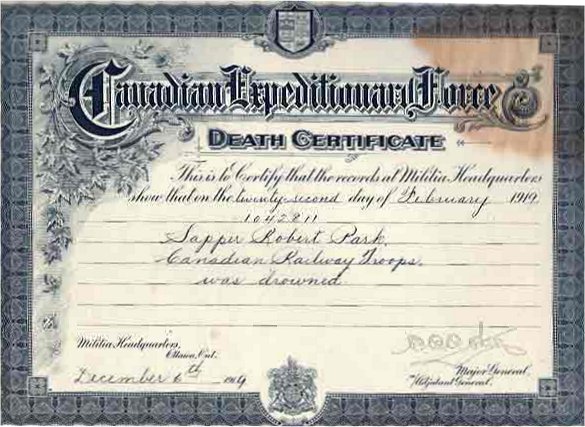 Canadian Expeditionary Force
DEATH CERTIFICATE
This is to Certify that the records at Militia Headquarters
show that on the twenty-second day of February 1919
1042811
Sapper Robert Park,
Canadian Railway Troops,
was drowned.
Militia Headquarters,
Ottawa, Ont.
December 6th 19
Major General,
Adjutant General.